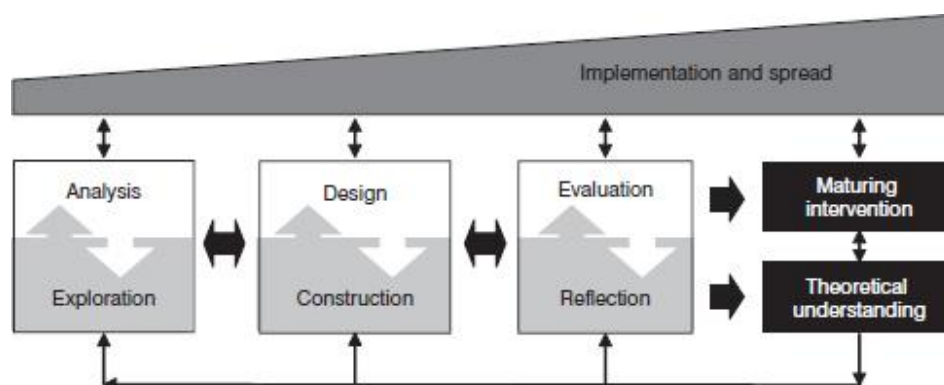 Implementation and spread
Analysis
Exploration
Design
Construction
Evaluation
Reflection
Maturing
intervention
Theoretical
understanding